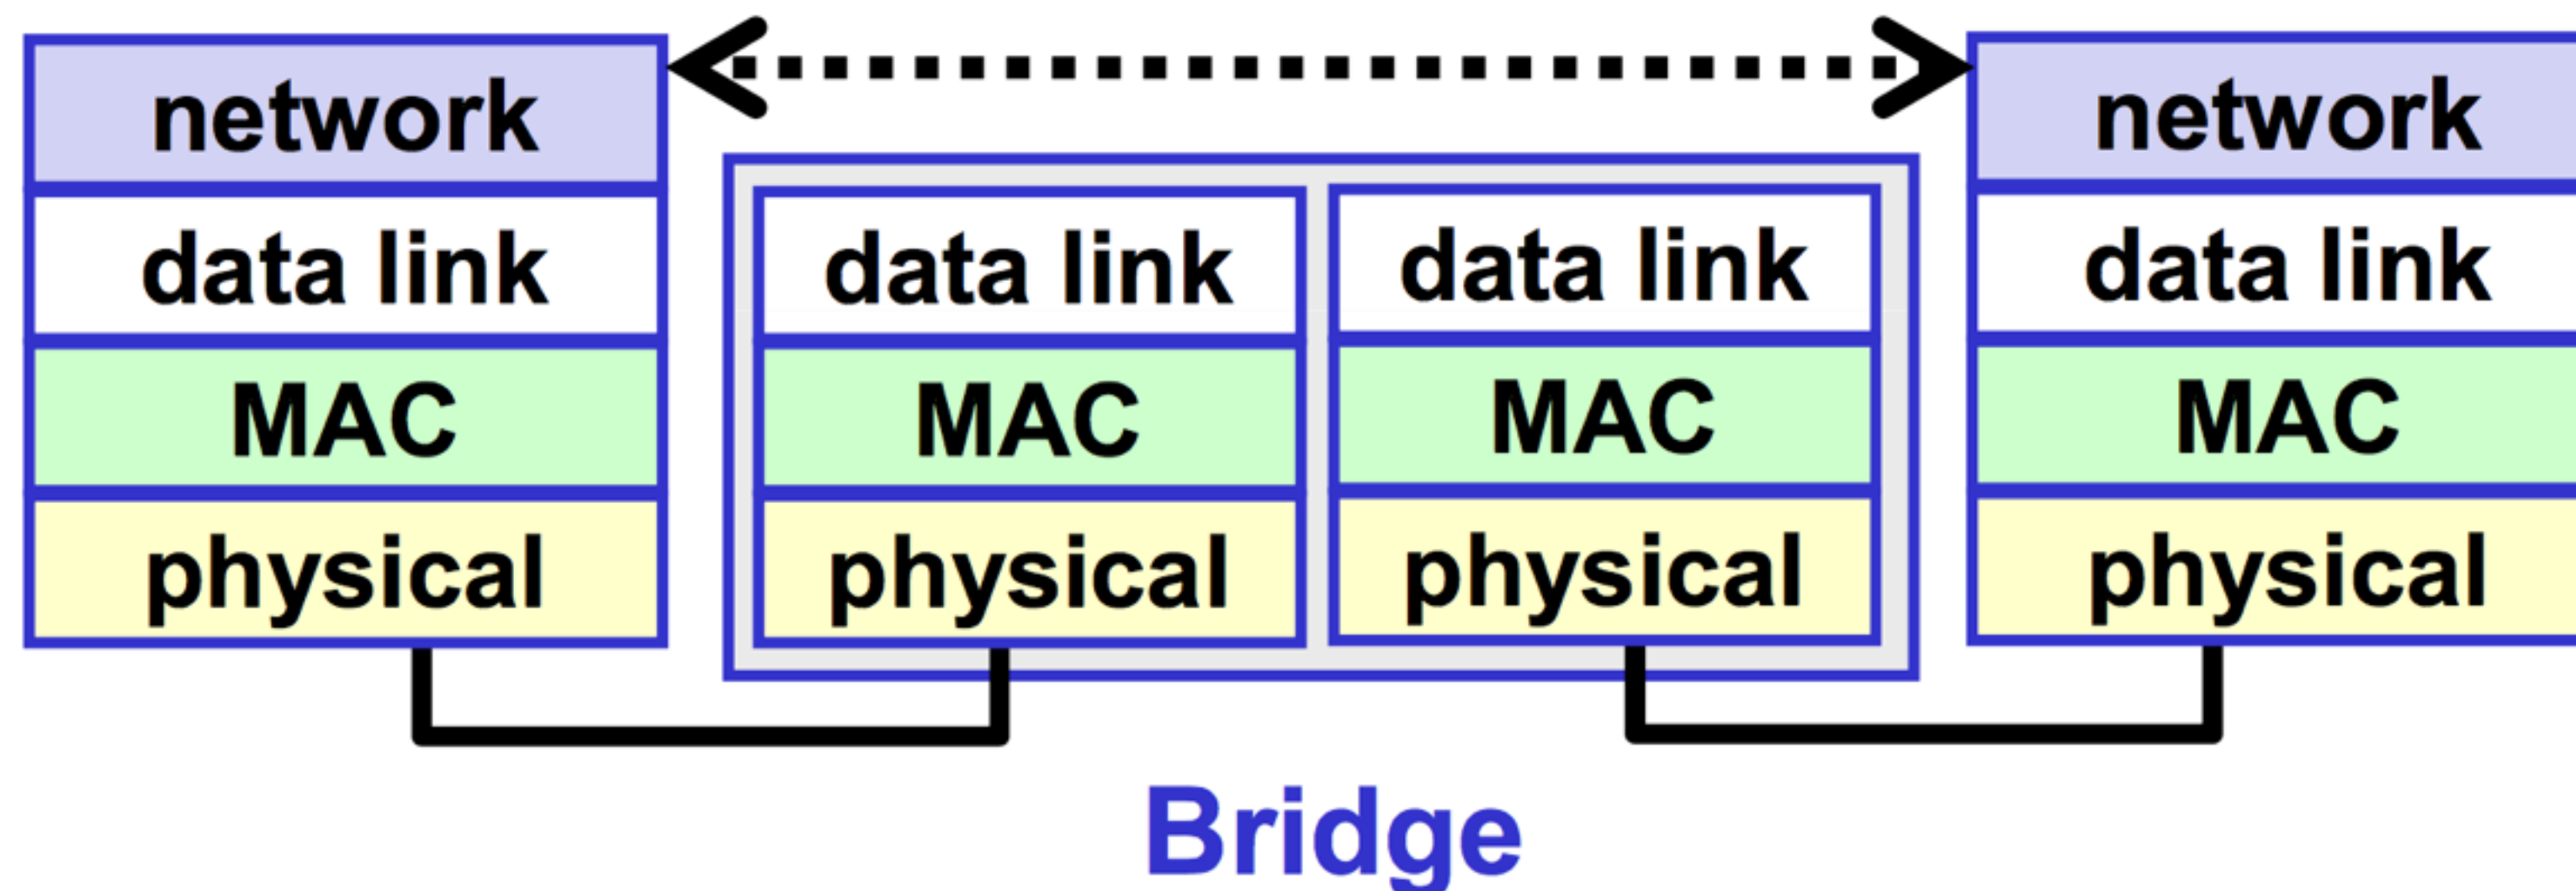 network
data link
MAC
physical
data link
MAC
physical
data link
MAC
physical
network
data link
MAC
physical
Bridge